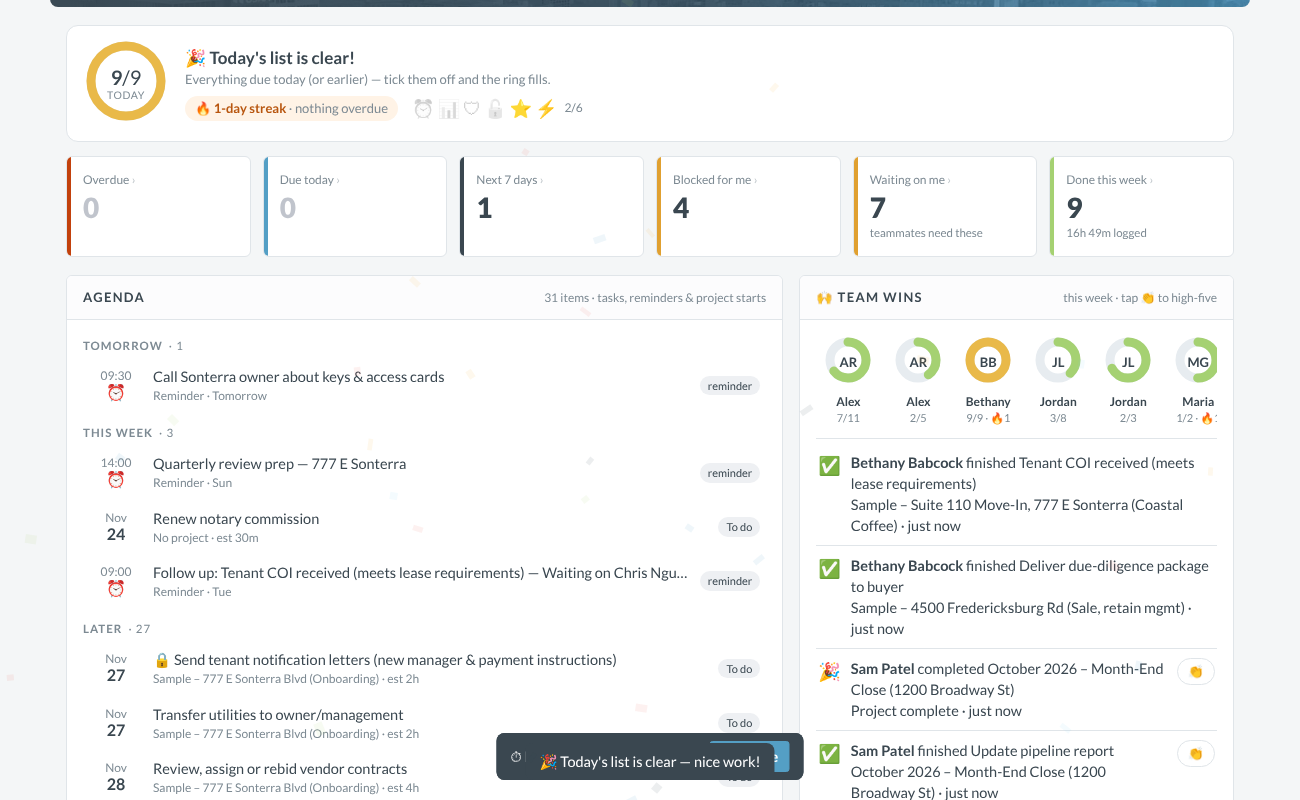 9/9
TODAY
🎉 Today's list is clear!
Everything due today (or earlier) — tick them off and the ring fills.
🔥 1-day streak · nothing overdue
⏰ 📊 🛡 🔓 ⭐ ⚡ 2/6
Overdue ›
0
Due today ›
0
Next 7 days ›
1
Blocked for me ›
4
Waiting on me ›
7
teammates need these
Done this week ›
9
16h 49m logged
AGENDA
31 items · tasks, reminders & project starts
TOMORROW · 1
09:30
Call Sonterra owner about keys & access cards
Reminder · Tomorrow
reminder
THIS WEEK · 3
14:00
Quarterly review prep — 777 E Sonterra
Reminder · Sun
reminder
Nov
24
Renew notary commission
No project · est 30m
To do
09:00
Follow up: Tenant COI received (meets lease requirements) — Waiting on Chris Ngu...
Reminder · Tue
reminder
LATER · 27
Nov
27
🔒 Send tenant notification letters (new manager & payment instructions)
Sample – 777 E Sonterra Blvd (Onboarding) · est 2h
To do
Nov
27
Transfer utilities to owner/management
Sample – 777 E Sonterra Blvd (Onboarding) · est 2h
To do
Nov
28
Review, assign or rebid vendor contracts
Sample – 777 E Sonterra Blvd (Onboarding) · est 4h
🎉 Today's list is clear — nice work!
🙌 TEAM WINS
this week · tap 👏 to high-five
AR
Alex
7/11
AR
Alex
2/5
BB
Bethany
9/9 · 🔥1
JL
Jordan
3/8
JL
Jordan
2/3
MG
Maria
1/2 · 🔥
✅ Bethany Babcock finished Tenant COI received (meets
lease requirements)
Sample – Suite 110 Move-In, 777 E Sonterra (Coastal
Coffee) · just now
✅ Bethany Babcock finished Deliver due-diligence package
to buyer
Sample – 4500 Fredericksburg Rd (Sale, retain mgmt) ·
just now
🎉 Sam Patel completed October 2026 – Month-End
Close (1200 Broadway St)
Project complete · just now
👏
✅ Sam Patel finished Update pipeline report
October 2026 – Month-End Close (1200
Broadway St) · just now
👏